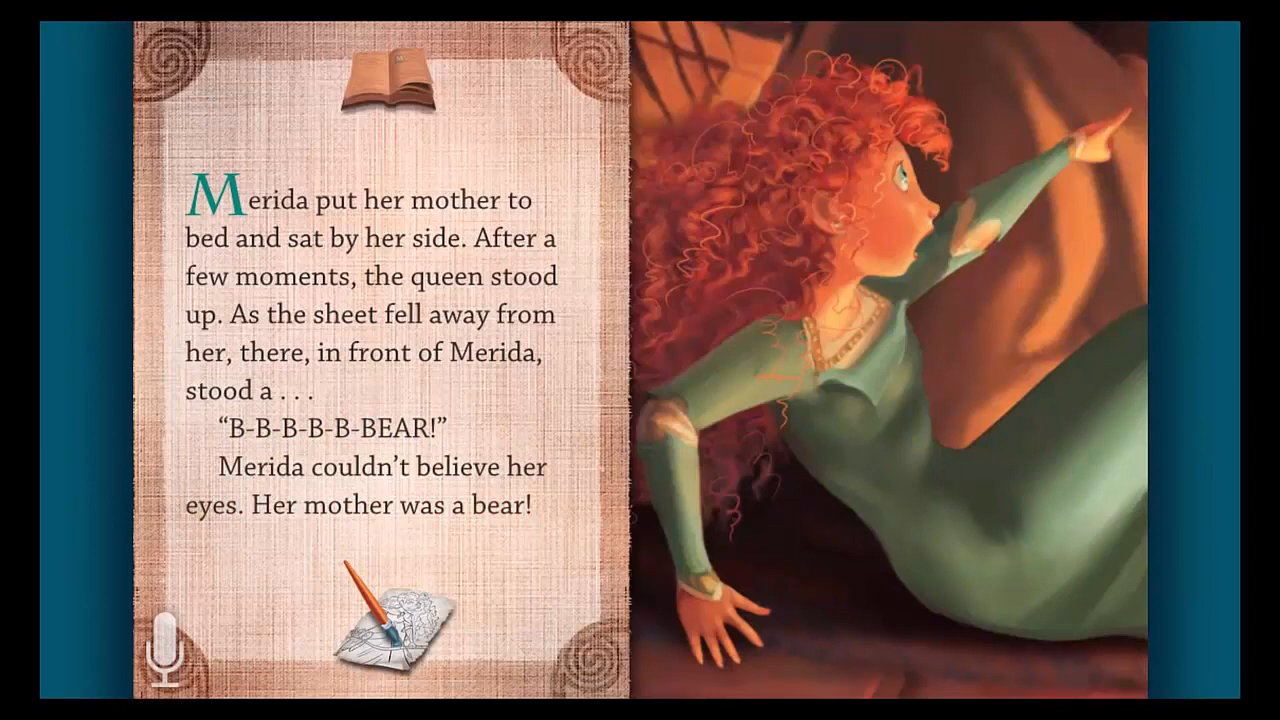 Merida put her mother to
bed and sat by her side. After a
few moments, the queen stood
up. As the sheet fell away from
her, there, in front of Merida,
stood a . . .
“B-B-B-B-B-BEAR!”
Merida couldn’t believe her
eyes. Her mother was a bear!